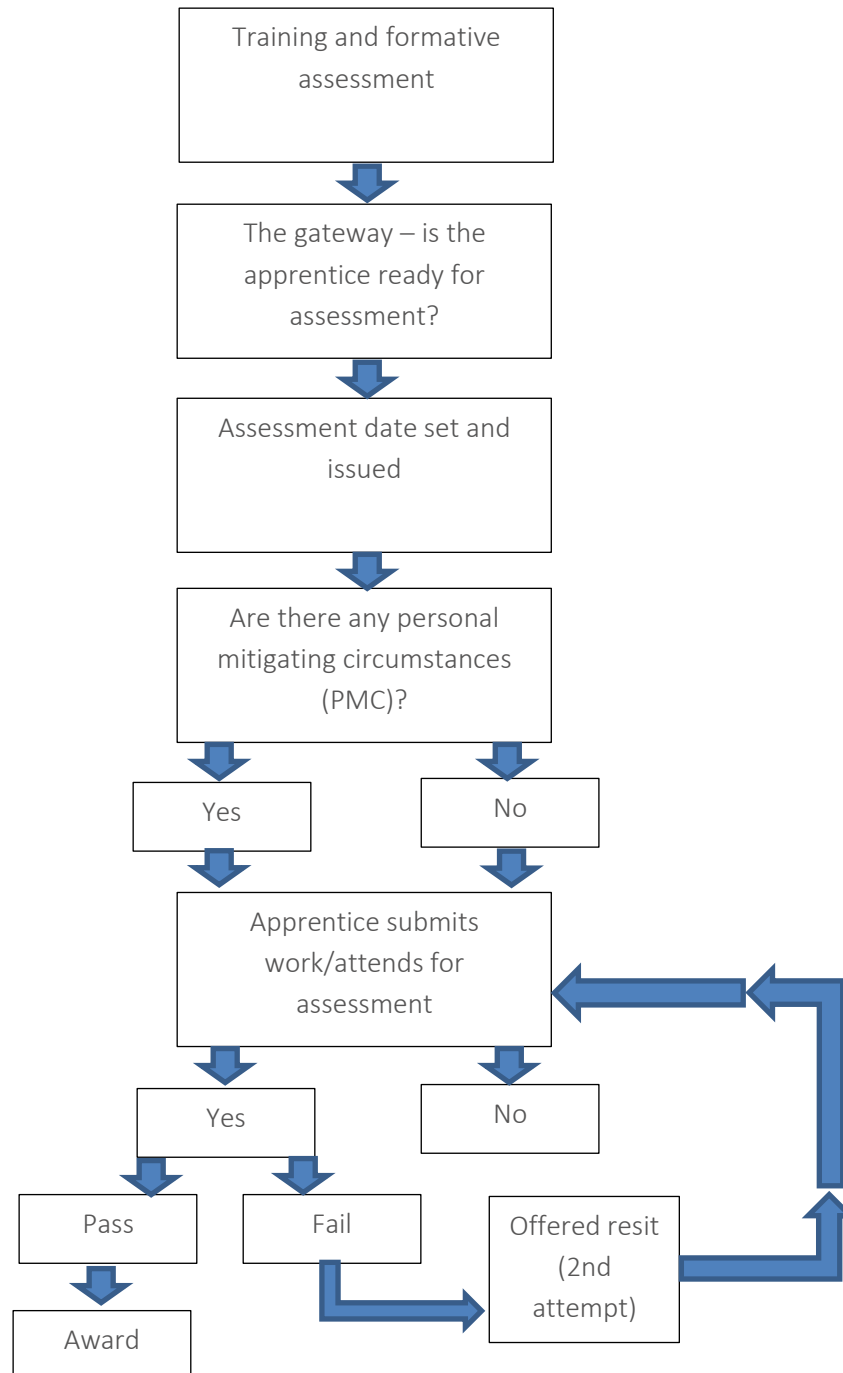 Training and formative
assessment
The gateway – is the
apprentice ready for
assessment?
Assessment date set and
issued
Are there any personal
mitigating circumstances
(PMC)?
Yes
No
Apprentice submits
work/attends for
assessment
Yes
No
Pass
Fail
Offered resit
(2nd
attempt)
Award